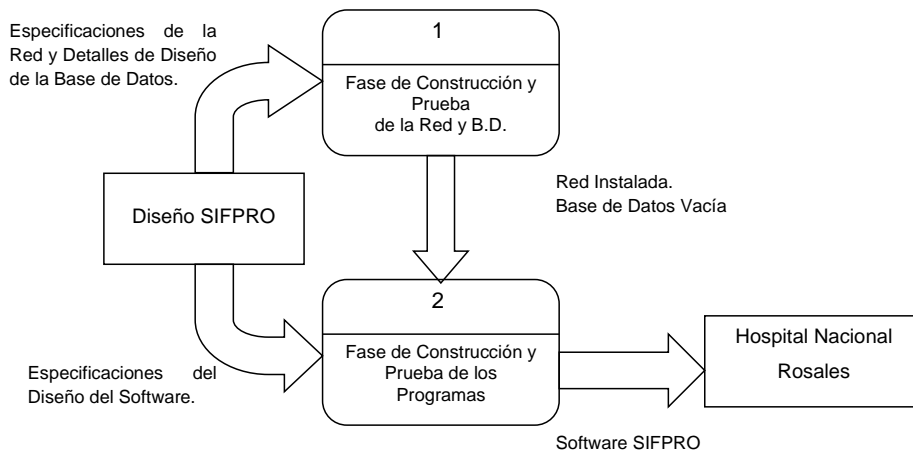 Especificaciones de la
Red y Detalles de Diseño
de la Base de Datos.
1
Fase de Construcción y
Prueba
de la Red y B.D.
Diseño SIFPRO
Red Instalada.
Base de Datos Vacía
2
Fase de Construcción y
Prueba de los
Programas
Especificaciones del
Diseño del Software.
Hospital Nacional
Rosales
Software SIFPRO